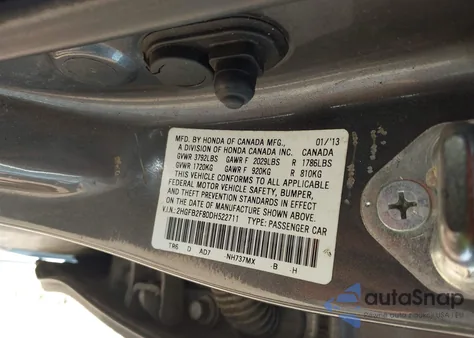 MFD. BY HONDA OF CANADA MFG., 01/'13
A DIVISION OF HONDA CANADA INC. CANADA
GVWR 3792LBS GAWR F 2029LBS R 1786LBS
GVWR 1720KG GAWR F 920KG R 810KG
THIS VEHICLE CONFORMS TO ALL APPLICABLE
FEDERAL MOTOR VEHICLE SAFETY, BUMPER,
AND THEFT PREVENTION STANDARDS IN EFFECT
ON THE DATE OF MANUFACTURE SHOWN ABOVE.
V.I.N.: 2HGFB2F80DH522711 TYPE: PASSENGER CAR
TR6 D AD7 -NH737MX -B -H
autaSnap